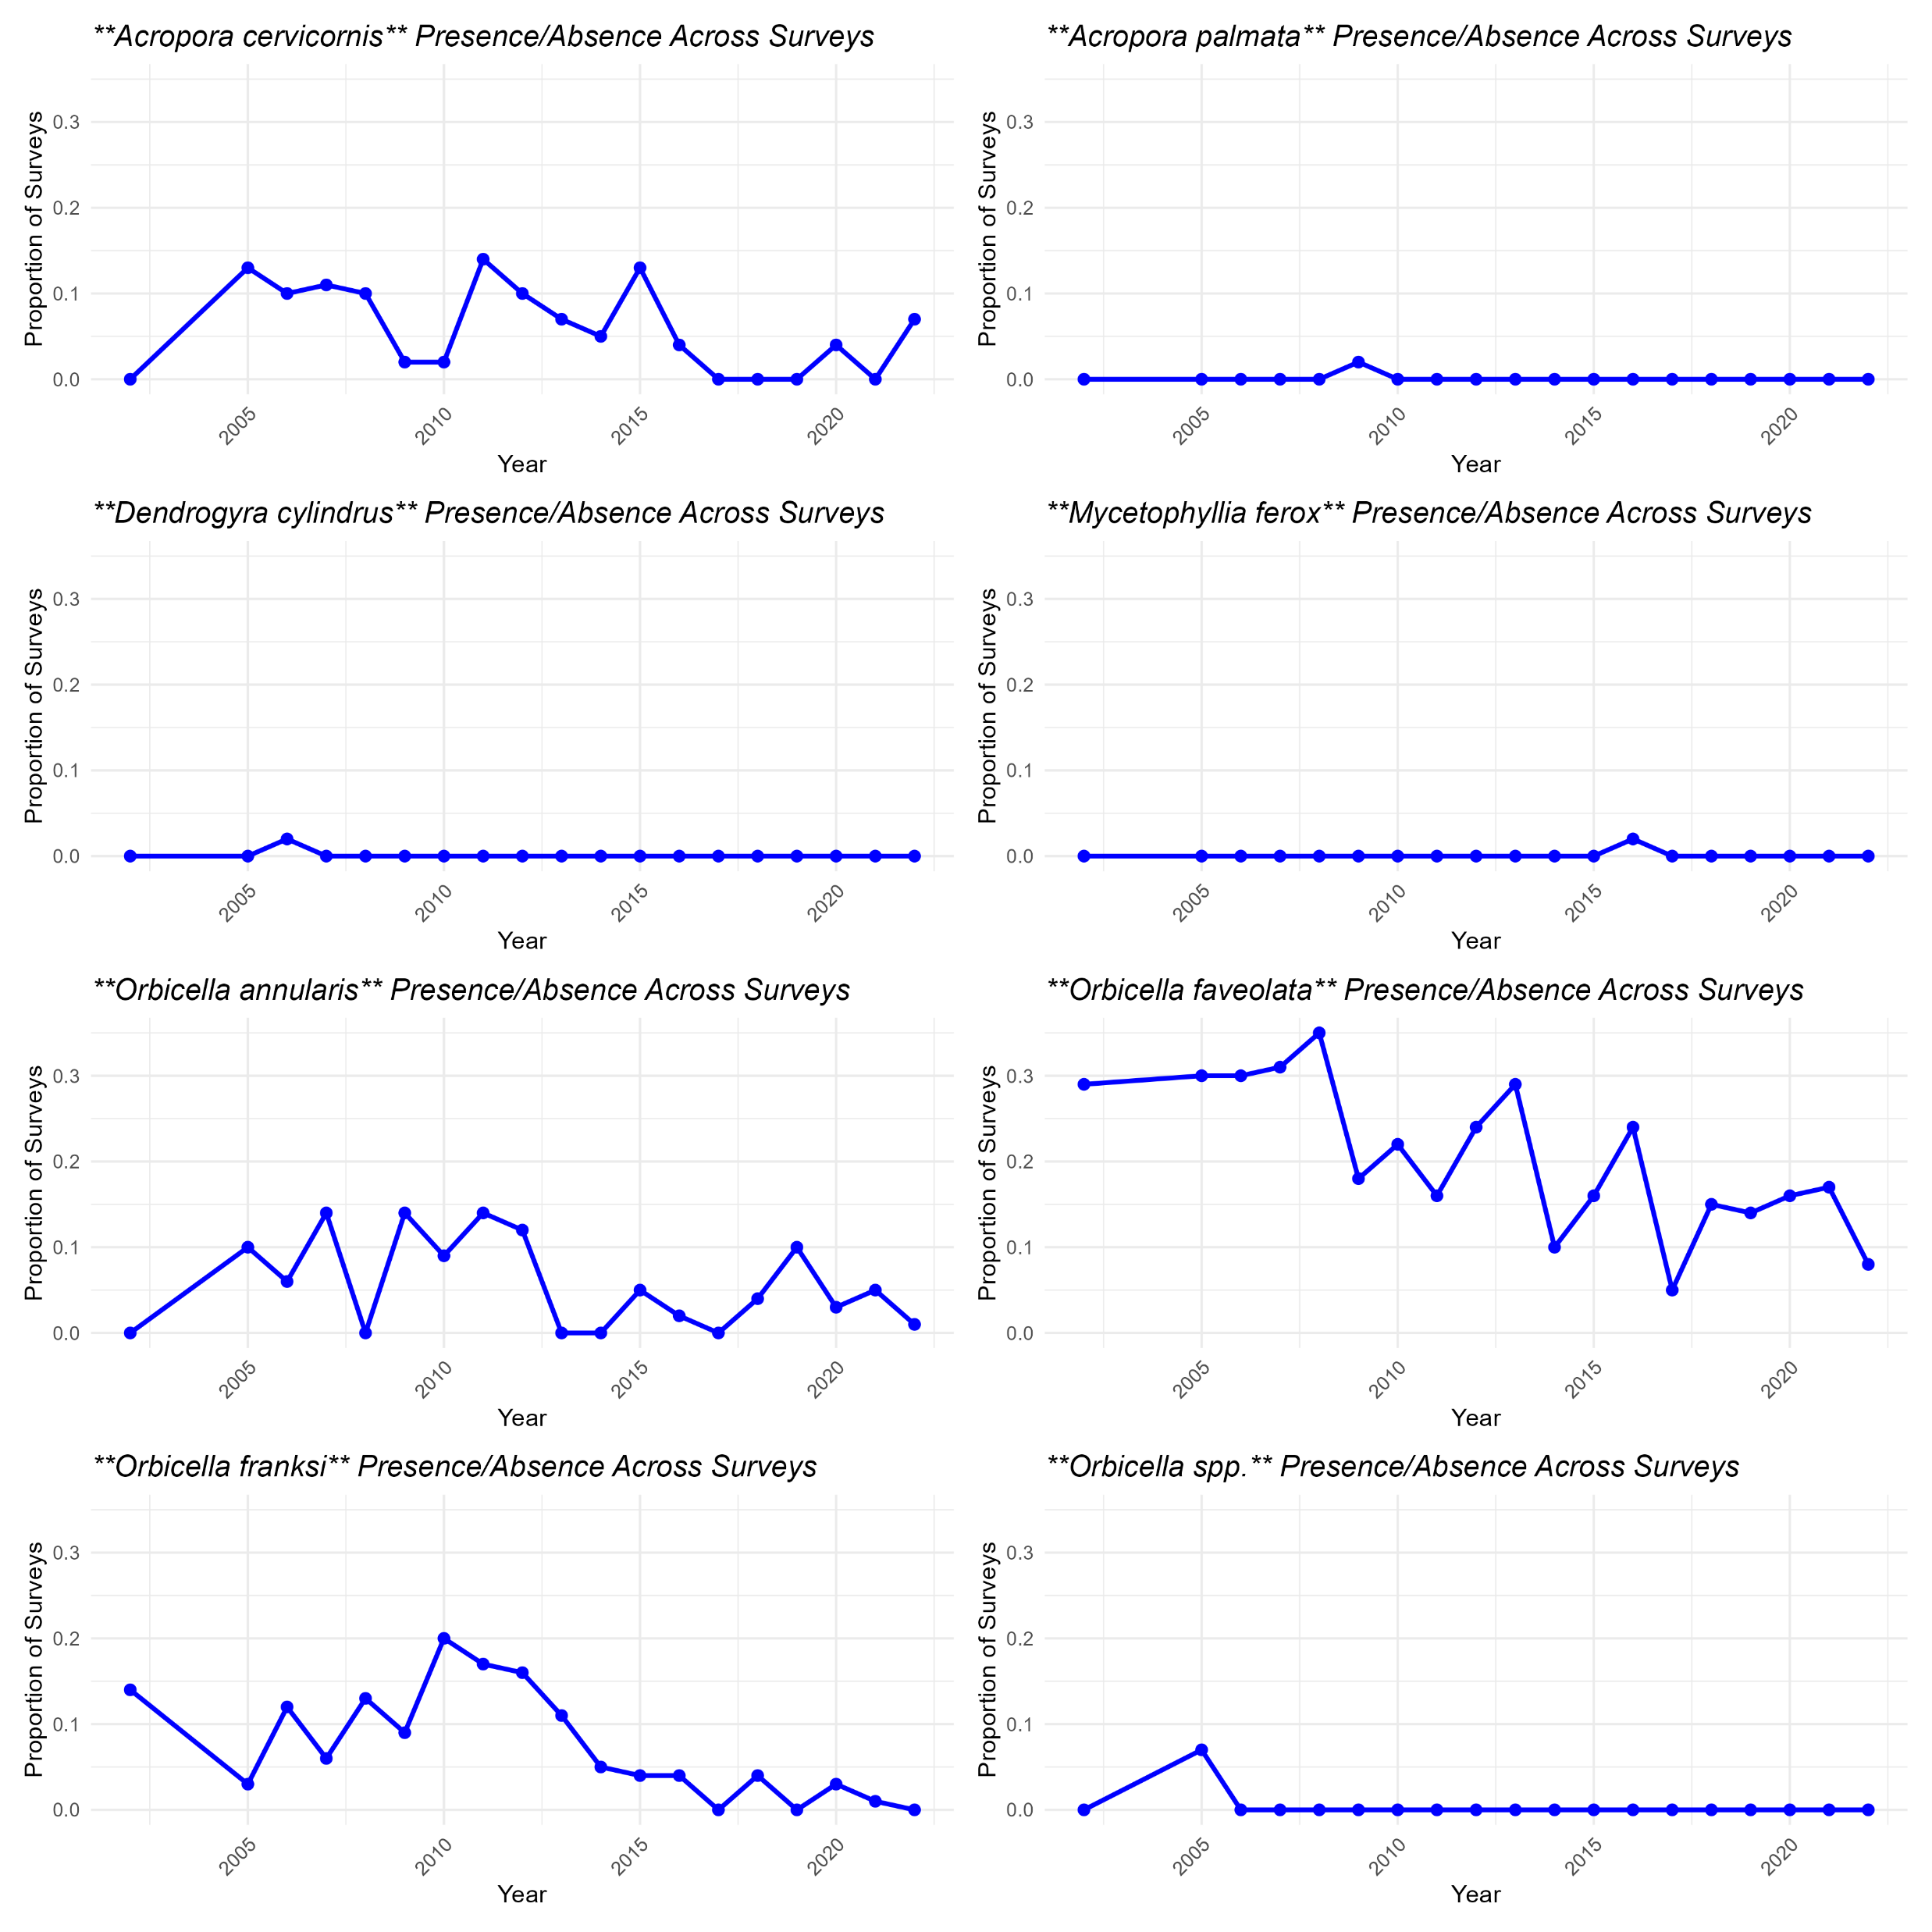 **Acropora cervicornis** Presence/Absence Across Surveys
Proportion of Surveys
0.3
0.2
0.1
0.0
2005
2010
2015
2020
Year
**Acropora palmata** Presence/Absence Across Surveys
Proportion of Surveys
0.3
0.2
0.1
0.0
2005
2010
2015
2020
Year
**Dendrogyra cylindrus** Presence/Absence Across Surveys
Proportion of Surveys
0.3
0.2
0.1
0.0
2005
2010
2015
2020
Year
**Mycetophyllia ferox** Presence/Absence Across Surveys
Proportion of Surveys
0.3
0.2
0.1
0.0
2005
2010
2015
2020
Year
**Orbicella annularis** Presence/Absence Across Surveys
Proportion of Surveys
0.3
0.2
0.1
0.0
2005
2010
2015
2020
Year
**Orbicella faveolata** Presence/Absence Across Surveys
Proportion of Surveys
0.3
0.2
0.1
0.0
2005
2010
2015
2020
Year
**Orbicella franksi** Presence/Absence Across Surveys
Proportion of Surveys
0.3
0.2
0.1
0.0
2005
2010
2015
2020
Year
**Orbicella spp.** Presence/Absence Across Surveys
Proportion of Surveys
0.3
0.2
0.1
0.0
2005
2010
2015
2020
Year